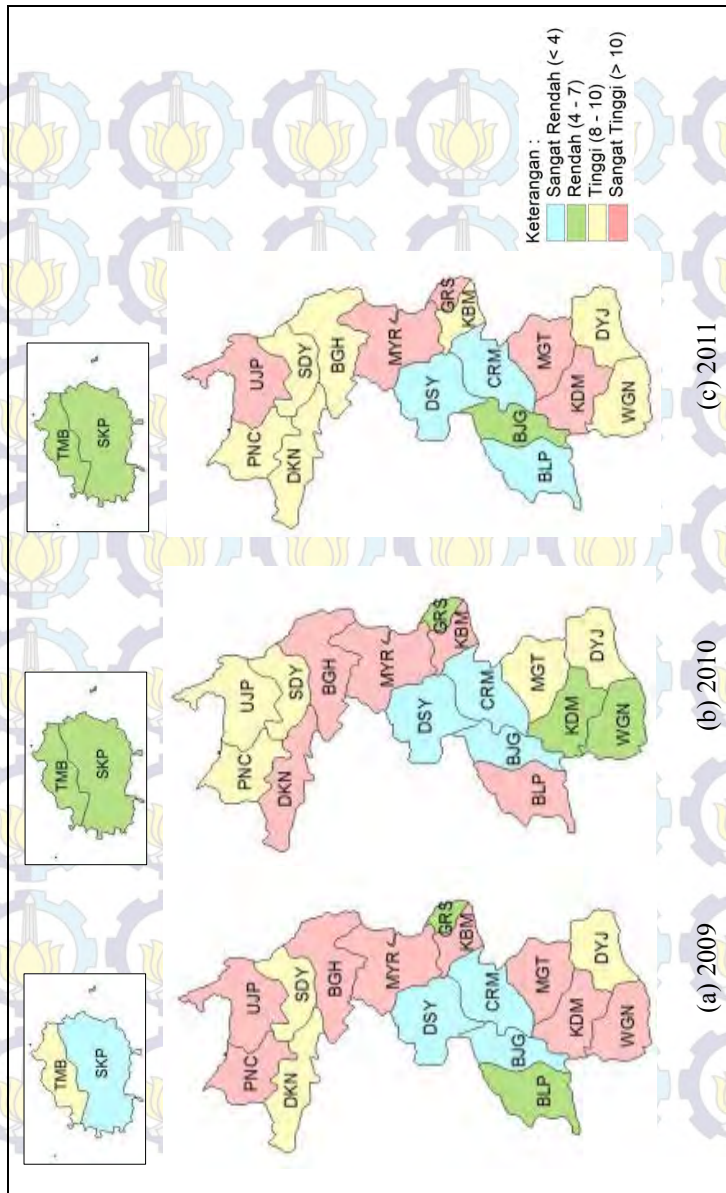 TMB
SKP
UJP
PNC
SDY
DKN
BGH
MYR
GRS
KBM
DSY
CRM
BJG
BLP
MGT
KDM
DYJ
WGN
(a) 2009
TMB
SKP
UJP
PNC
SDY
DKN
BGH
MYR
GRS
KBM
DSY
CRM
BJG
BLP
MGT
KDM
DYJ
WGN
(b) 2010
TMB
SKP
UJP
PNC
SDY
DKN
BGH
MYR
GRS
KBM
DSY
CRM
BJG
BLP
MGT
KDM
DYJ
WGN
(c) 2011
Keterangan :
Sangat Rendah (< 4)
Rendah (4 - 7)
Tinggi (8 - 10)
Sangat Tinggi (> 10)